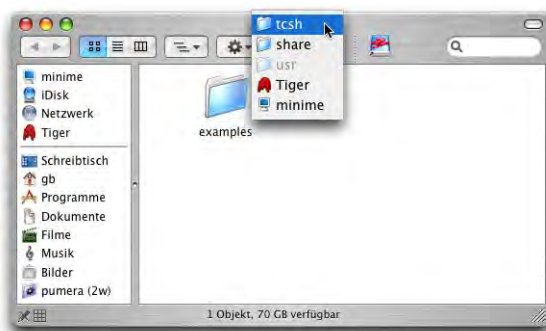 tcsh
share
usr
Tiger
minime
minime
iDisk
Netzwerk
Tiger
Schreibtisch
gb
Programme
Dokumente
Filme
Musik
Bilder
pumera (2w)
examples
1 Objekt, 70 GB verfügbar